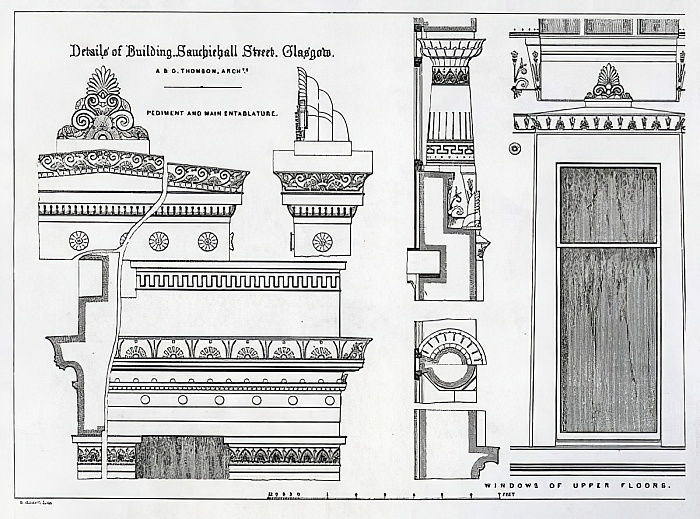 Details of Building, Sauchiehall Street, Glasgow.
A & G. THOMSON, ARCHTS
PEDIMENT AND MAIN ENTABLATURE.
WINDOWS OF UPPER FLOORS.
FEET